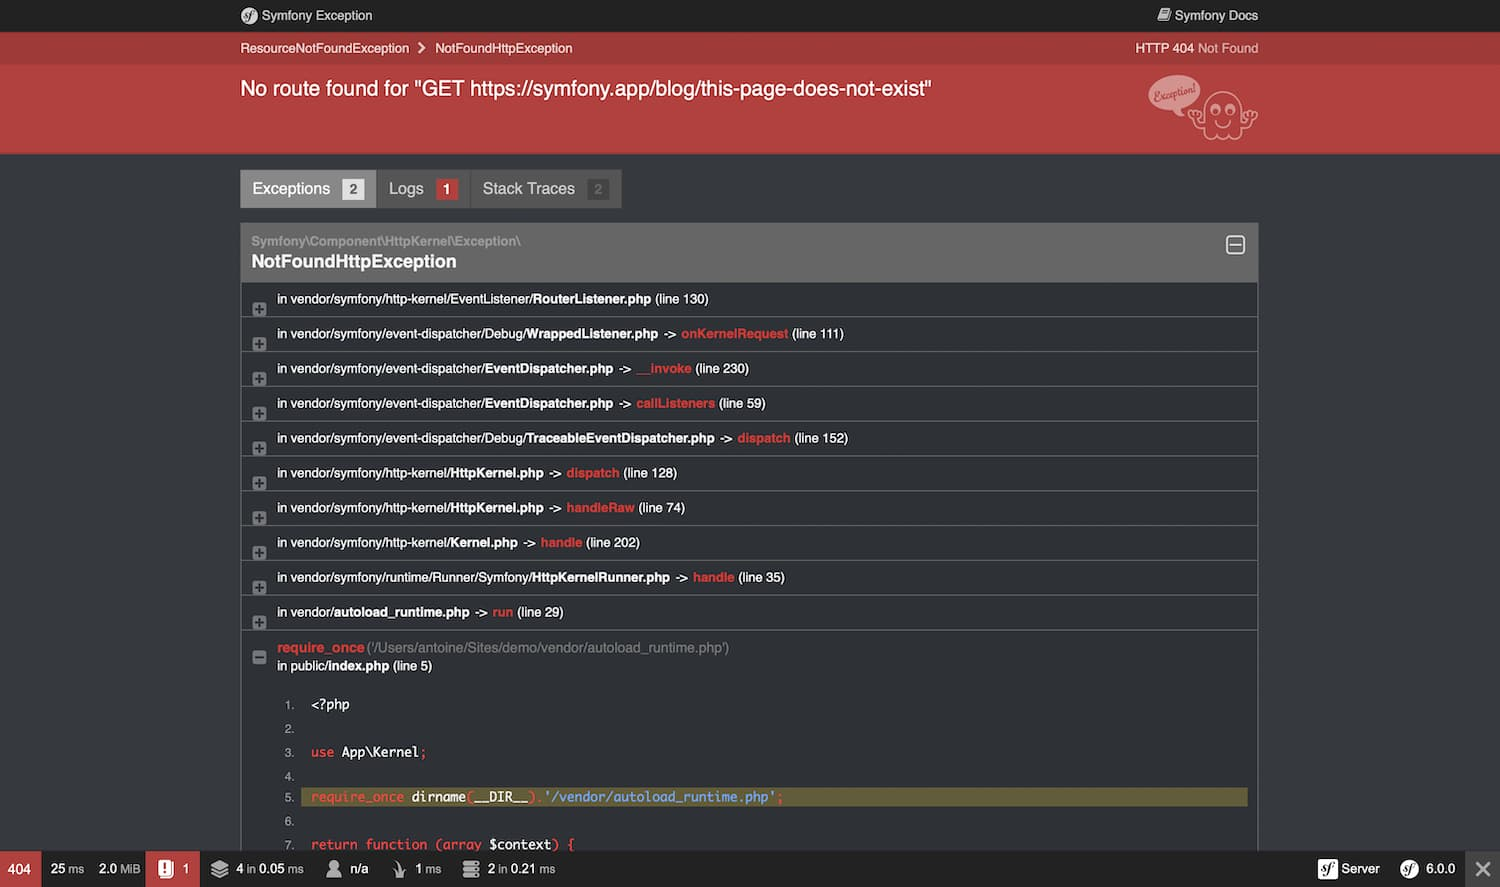 Symfony Exception
Symfony Docs
ResourceNotFoundException
NotFoundHttpException
HTTP 404 Not Found
No route found for "GET https://symfony.app/blog/this-page-does-not-exist"
Exception!
Exceptions 2
Logs 1
Stack Traces 2
Symfony\Component\HttpKernel\Exception\
NotFoundHttpException
in vendor/symfony/http-kernel/EventListener/RouterListener.php (line 130)
in vendor/symfony/event-dispatcher/Debug/WrappedListener.php -> onKernelRequest (line 111)
in vendor/symfony/event-dispatcher/EventDispatcher.php -> __invoke (line 230)
in vendor/symfony/event-dispatcher/EventDispatcher.php -> callListeners (line 59)
in vendor/symfony/event-dispatcher/Debug/TraceableEventDispatcher.php -> dispatch (line 152)
in vendor/symfony/http-kernel/HttpKernel.php -> dispatch (line 128)
in vendor/symfony/http-kernel/HttpKernel.php -> handleRaw (line 74)
in vendor/symfony/http-kernel/Kernel.php -> handle (line 202)
in vendor/symfony/runtime/Runner/Symfony/HttpKernelRunner.php -> handle (line 35)
in vendor/autoload_runtime.php -> run (line 29)
require_once('/Users/antoine/Sites/demo/vendor/autoload_runtime.php')
in public/index.php (line 5)
1. <?php
2.
3. use App\Kernel;
4.
5. require_once dirname(__DIR__).'/vendor/autoload_runtime.php';
6.
7. return function (array $context) {
404
25 ms
2.0 MiB
1
4 in 0.05 ms
n/a
1 ms
2 in 0.21 ms
sf Server
sf 6.0.0